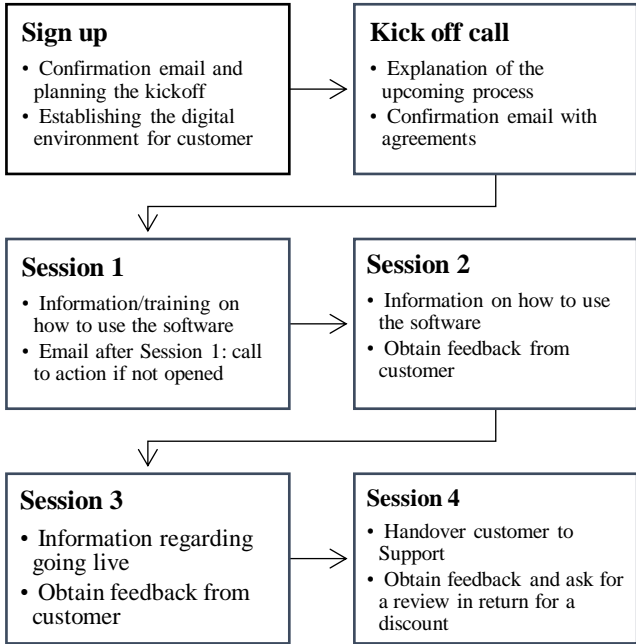 Sign up
• Confirmation email and
planning the kickoff
• Establishing the digital
environment for customer
Kick off call
• Explanation of the
upcoming process
• Confirmation email with
agreements
Session 1
• Information/training on
how to use the software
• Email after Session 1: call
to action if not opened
Session 2
• Information on how to use
the software
• Obtain feedback from
customer
Session 3
• Information regarding
going live
• Obtain feedback from
customer
Session 4
• Handover customer to
Support
• Obtain feedback and ask for
a review in return for a
discount